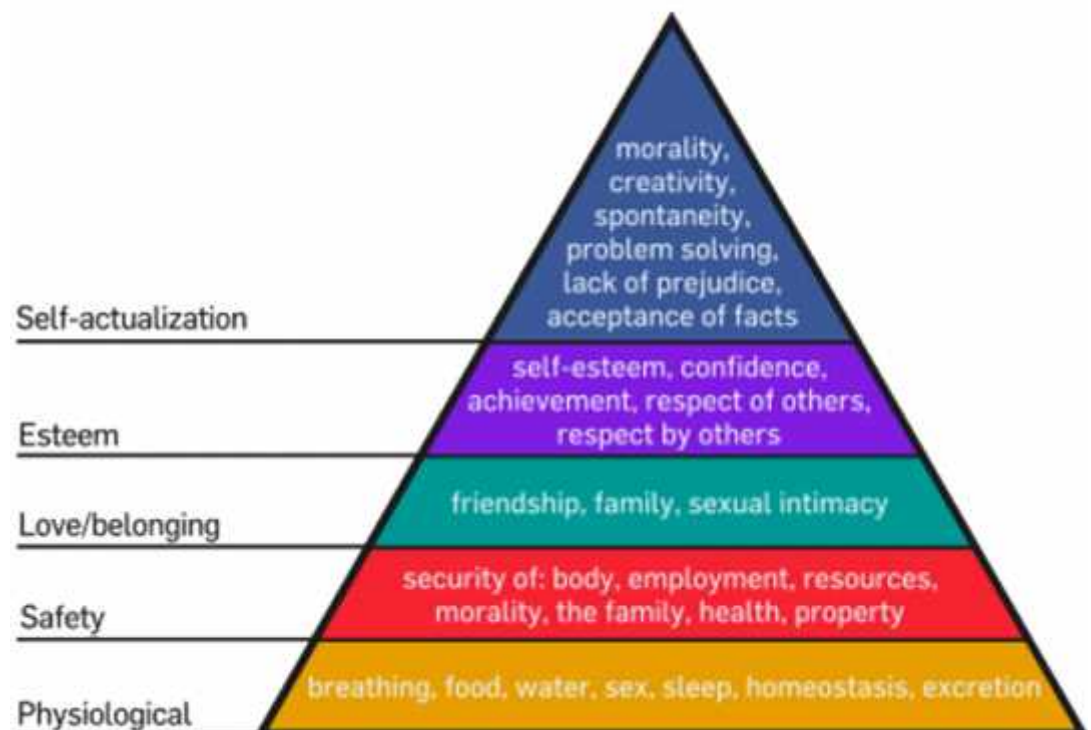 morality,
creativity,
spontaneity,
problem solving,
lack of prejudice,
acceptance of facts
Self-actualization
self-esteem, confidence,
achievement, respect of others,
respect by others
Esteem
friendship, family, sexual intimacy
Love/belonging
security of: body, employment, resources,
morality, the family, health, property
Safety
breathing, food, water, sex, sleep, homeostasis, excretion
Physiological